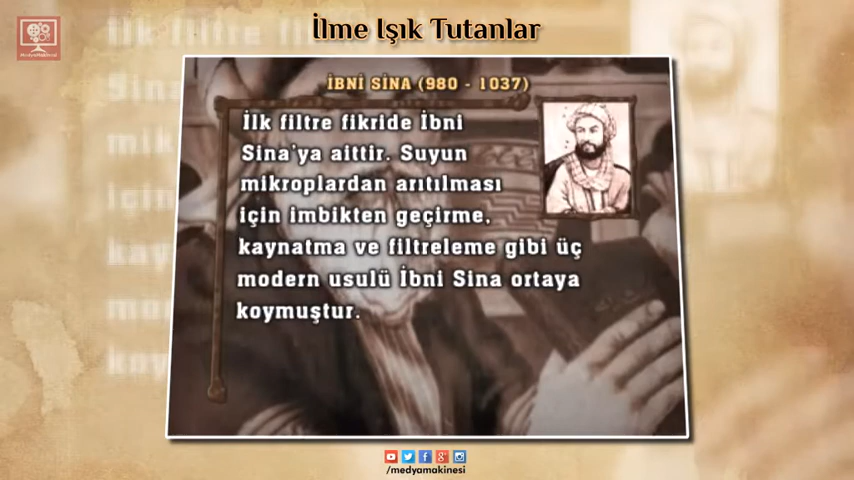 İlme Işık Tutanlar
MedyaMakinesi
İBNİ SİNA (980 - 1037)
İlk filtre fikride İbni
Sina'ya aittir. Suyun
mikroplardan arıtılması
için imbikten geçirme,
kaynatma ve filtreleme gibi üç
modern usulü İbni Sina ortaya
koymuştur.
/medyamakinesi